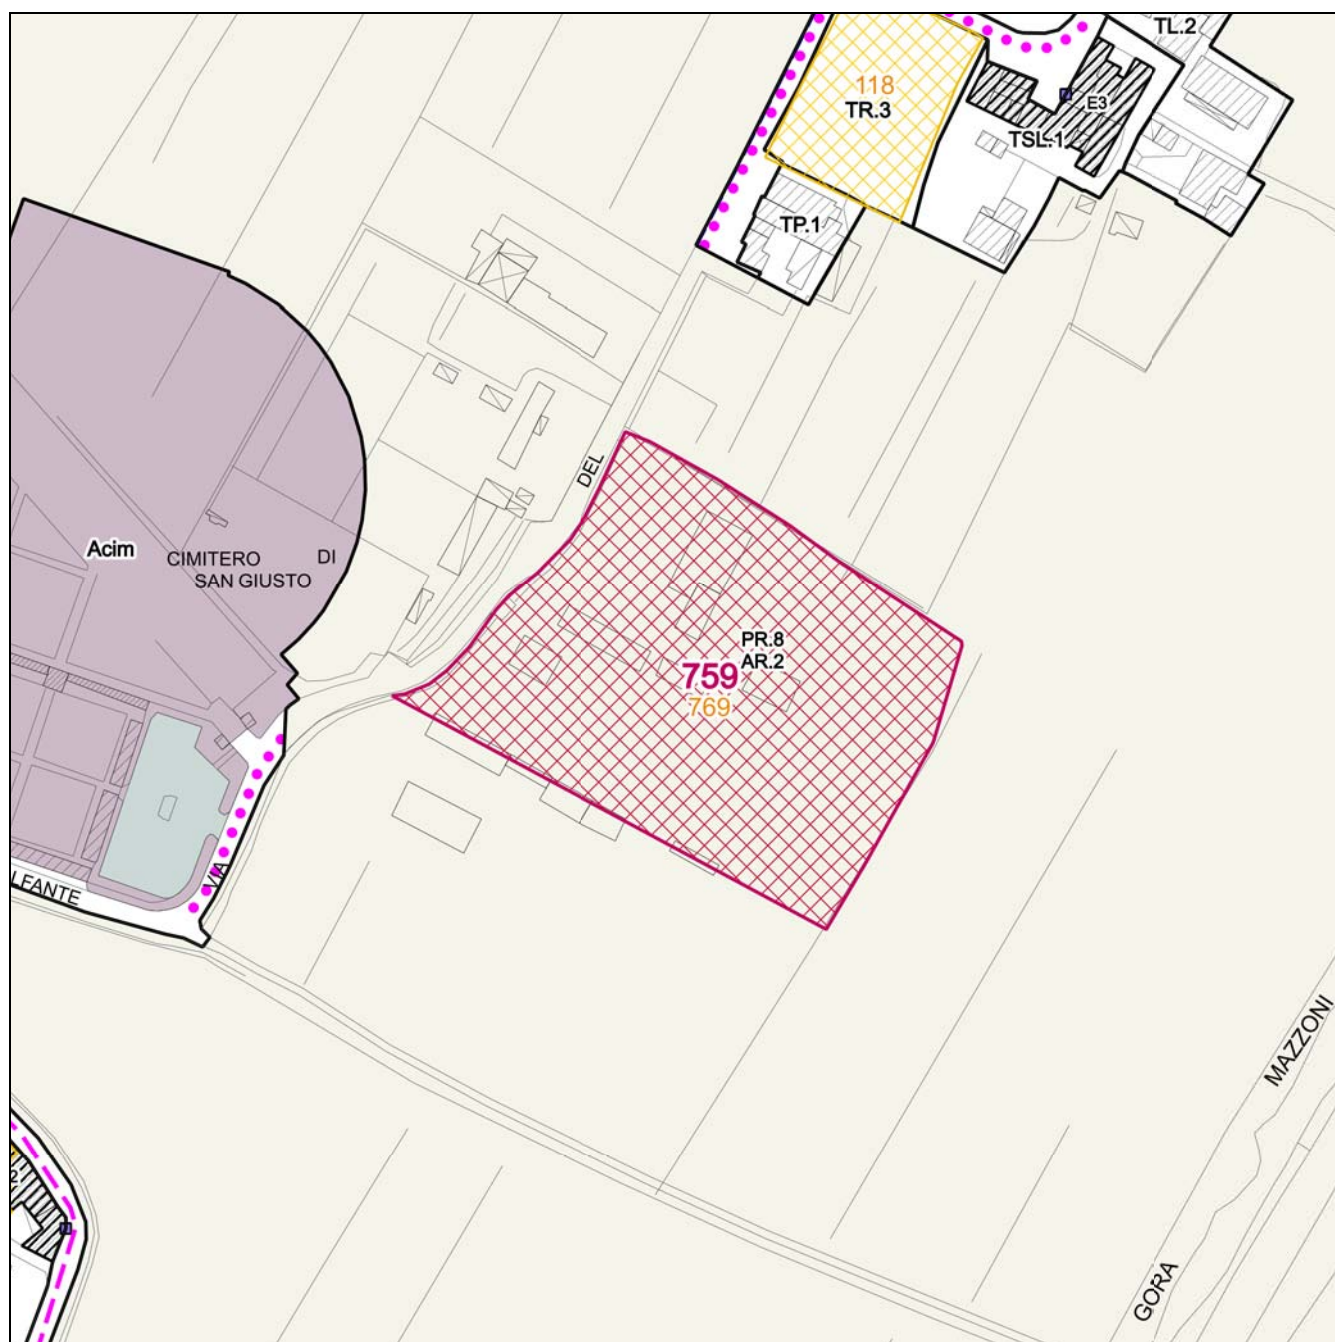 TL.2
118
TR.3
E3
TSL.1
TP.1
DEL
Acim
CIMITERO DI
SAN GIUSTO
PR.8
AR.2
759
769
VIA
LFANTE
MAZZONI
GORA
2